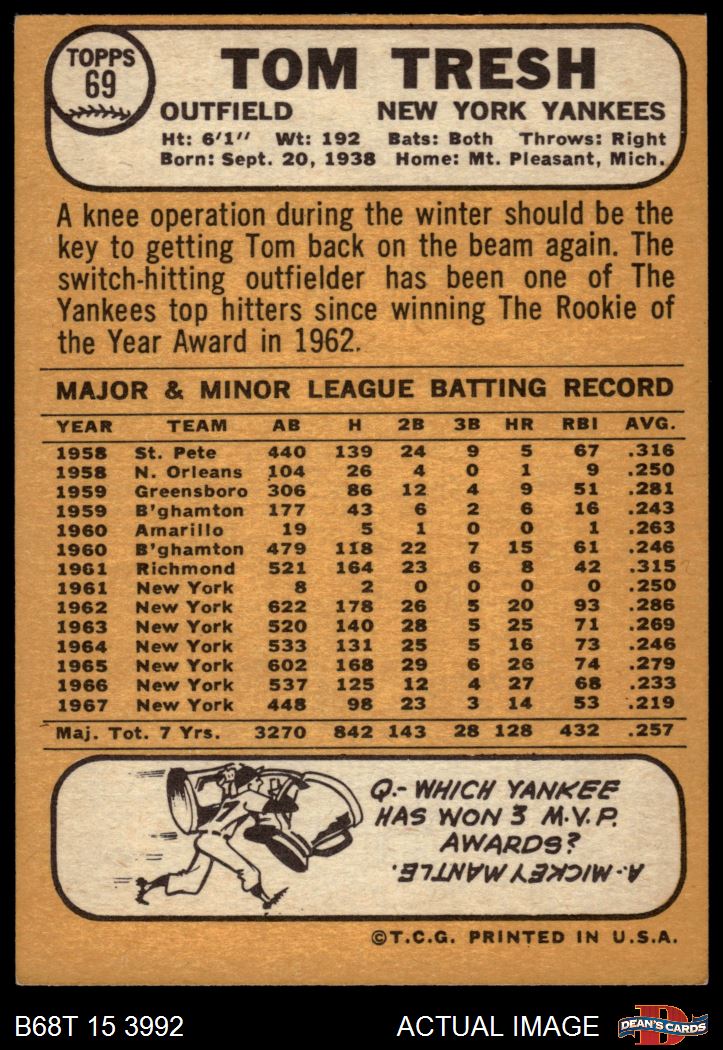 TOPPS
69
TOM TRESH
OUTFIELD NEW YORK YANKEES
Ht: 6'1'' Wt: 192 Bats: Both Throws: Right
Born: Sept. 20, 1938 Home: Mt. Pleasant, Mich.
A knee operation during the winter should be the
key to getting Tom back on the beam again. The
switch-hitting outfielder has been one of The
Yankees top hitters since winning The Rookie of
the Year Award in 1962.
MAJOR & MINOR LEAGUE BATTING RECORD
YEAR TEAM AB H 2B 3B HR RBI AVG.
1958 St. Pete 440 139 24 9 5 67 .316
1958 N. Orleans 104 26 4 0 1 9 .250
1959 Greensboro 306 86 12 4 9 51 .281
1959 B'ghamton 177 43 6 2 6 16 .243
1960 Amarillo 19 5 1 0 0 1 .263
1960 B'ghamton 479 118 22 7 15 61 .246
1961 Richmond 521 164 23 6 8 42 .315
1961 New York 8 2 0 0 0 0 .250
1962 New York 622 178 26 5 20 93 .286
1963 New York 520 140 28 5 25 71 .269
1964 New York 533 131 25 5 16 73 .246
1965 New York 602 168 29 6 26 74 .279
1966 New York 537 125 12 4 27 68 .233
1967 New York 448 98 23 3 14 53 .219
Maj. Tot. 7 Yrs. 3270 842 143 28 128 432 .257
7
Q.- WHICH YANKEE
HAS WON 3 M.V.P.
AWARDS?
A.- MICKEY MANTLE.
©T.C.G. PRINTED IN U.S.A.
B68T 15 3992 ACTUAL IMAGE
D
DEAN'S CARDS